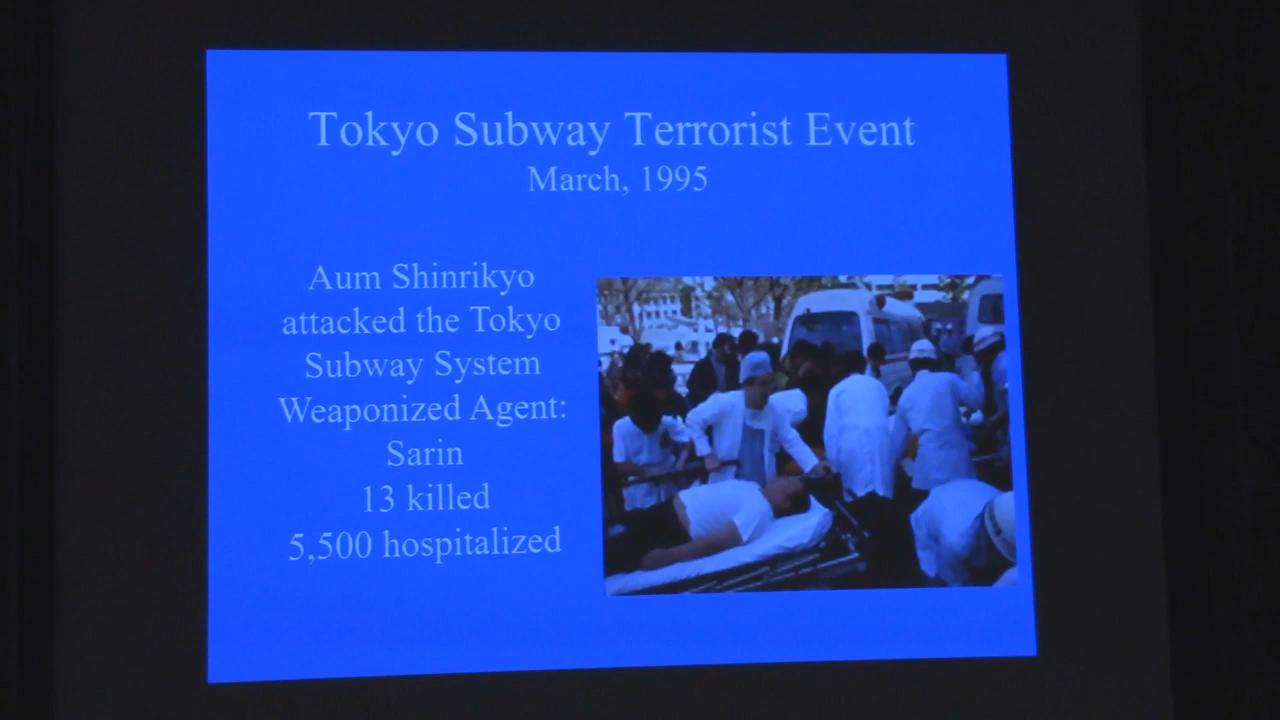 Tokyo Subway Terrorist Event
March, 1995
Aum Shinrikyo
attacked the Tokyo
Subway System
Weaponized Agent:
Sarin
13 killed
5,500 hospitalized